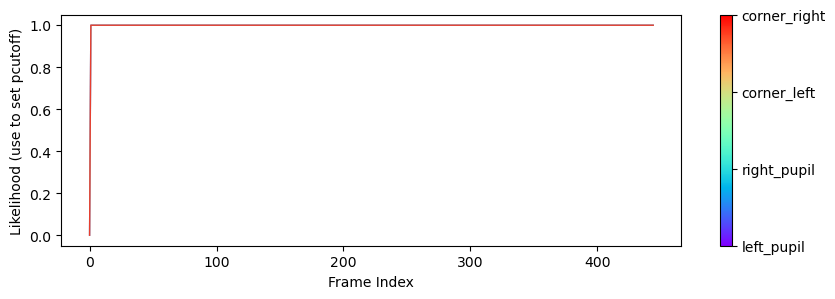 Likelihood (use to set pcutoff)
1.0
0.8
0.6
0.4
0.2
0.0
0
100
200
300
400
Frame Index
corner_right
corner_left
right_pupil
left_pupil